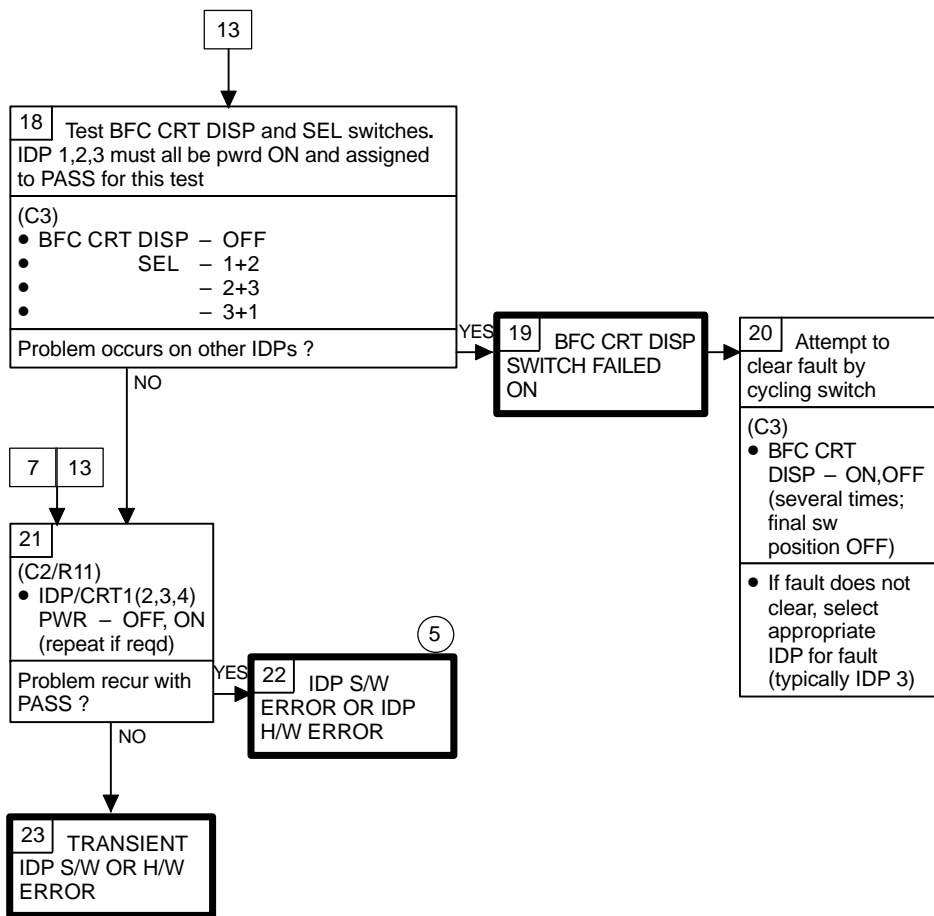 13
18 Test BFC CRT DISP and SEL switches.
IDP 1,2,3 must all be pwrd ON and assigned
to PASS for this test
(C3)
• BFC CRT DISP – OFF
• SEL – 1+2
• – 2+3
• – 3+1
Problem occurs on other IDPs ?
YES
NO
19 BFC CRT DISP
SWITCH FAILED
ON
20 Attempt to
clear fault by
cycling switch
(C3)
• BFC CRT
DISP – ON,OFF
(several times;
final sw
position OFF)
• If fault does not
clear, select
appropriate
IDP for fault
(typically IDP 3)
7 13
21
(C2/R11)
• IDP/CRT1(2,3,4)
PWR – OFF, ON
(repeat if reqd)
Problem recur with
PASS ?
YES
NO
5
22 IDP S/W
ERROR OR IDP
H/W ERROR
23 TRANSIENT
IDP S/W OR H/W
ERROR